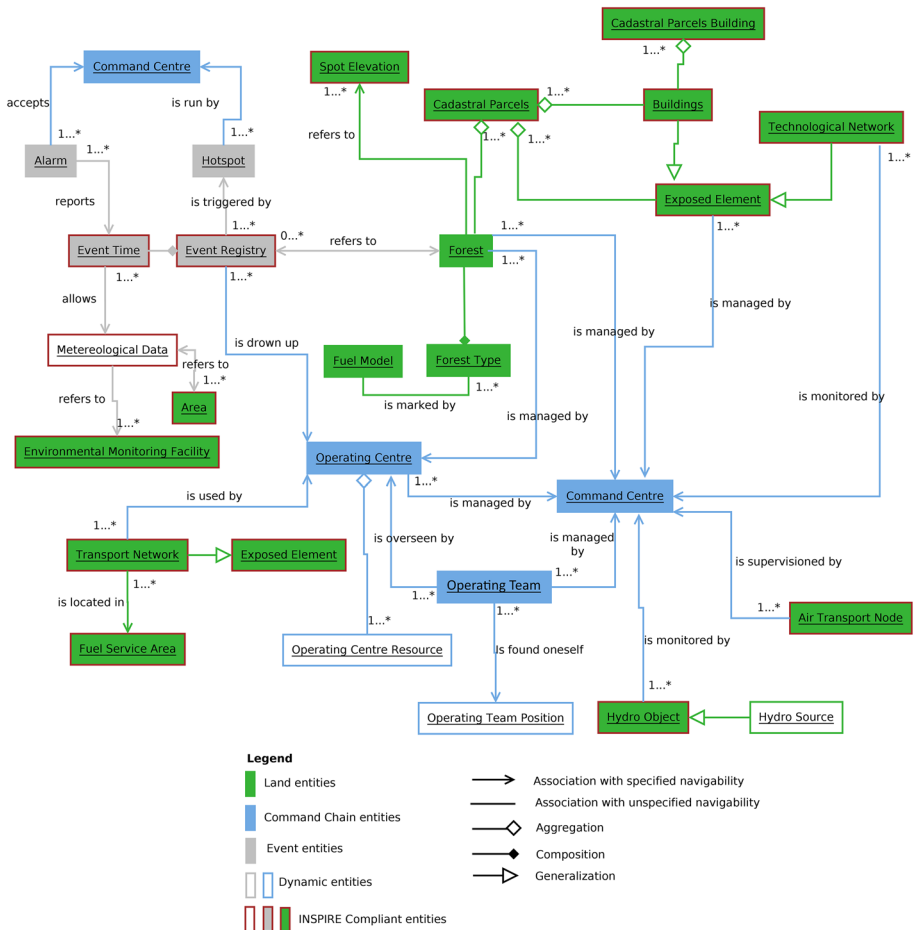 Cadastral Parcels Building
1...*
Command Centre
Spot Elevation
1...*
accepts
is run by
Cadastral Parcels
1...*
Buildings
Technological Network
1...*
1...*
1...*
refers to
1...*
1...*
Alarm
1...*
Hotspot
1...*
reports
is triggered by
Exposed Element
1...*
1...*
1...*
Event Time
Event Registry
0...*
refers to
Forest
1...*
1...*
1...*
allows
is managed by
is drown up
is managed by
Metereological Data
refers to
Fuel Model
Forest Type
1...*
1...*
refers to
is monitored by
Area
is marked by
is managed by
1...*
Environmental Monitoring Facility
Operating Centre
1...*
is used by
is managed by
Command Centre
1...*
is overseen by
is managed
by
Transport Network
Exposed Element
is supervised by
1...*
1...*
Operating Team
1...*
is located in
1...*
1...*
1...*
Air Transport Node
Fuel Service Area
Operating Centre Resource
Is found oneself
is monitored by
1...*
Operating Team Position
Hydro Object
Hydro Source
Legend
Land entities
Command Chain entities
Event entities
Dynamic entities
INSPIRE Compliant entities
Association with specified navigability
Association with unspecified navigability
Aggregation
Composition
Generalization